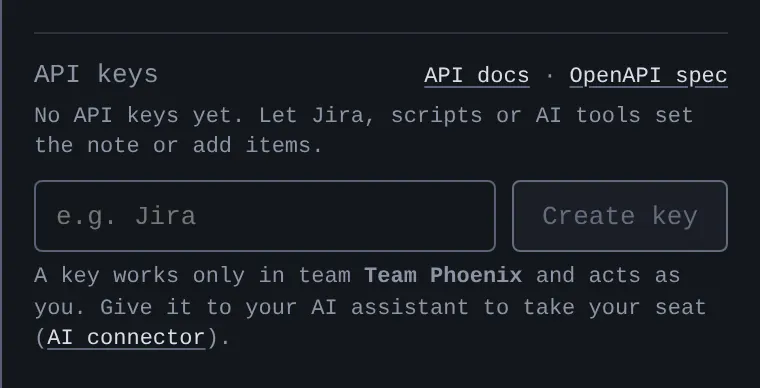 API keys API docs · OpenAPI spec
No API keys yet. Let Jira, scripts or AI tools set
the note or add items.
e.g. Jira Create key
A key works only in team Team Phoenix and acts as
you. Give it to your AI assistant to take your seat
(AI connector).